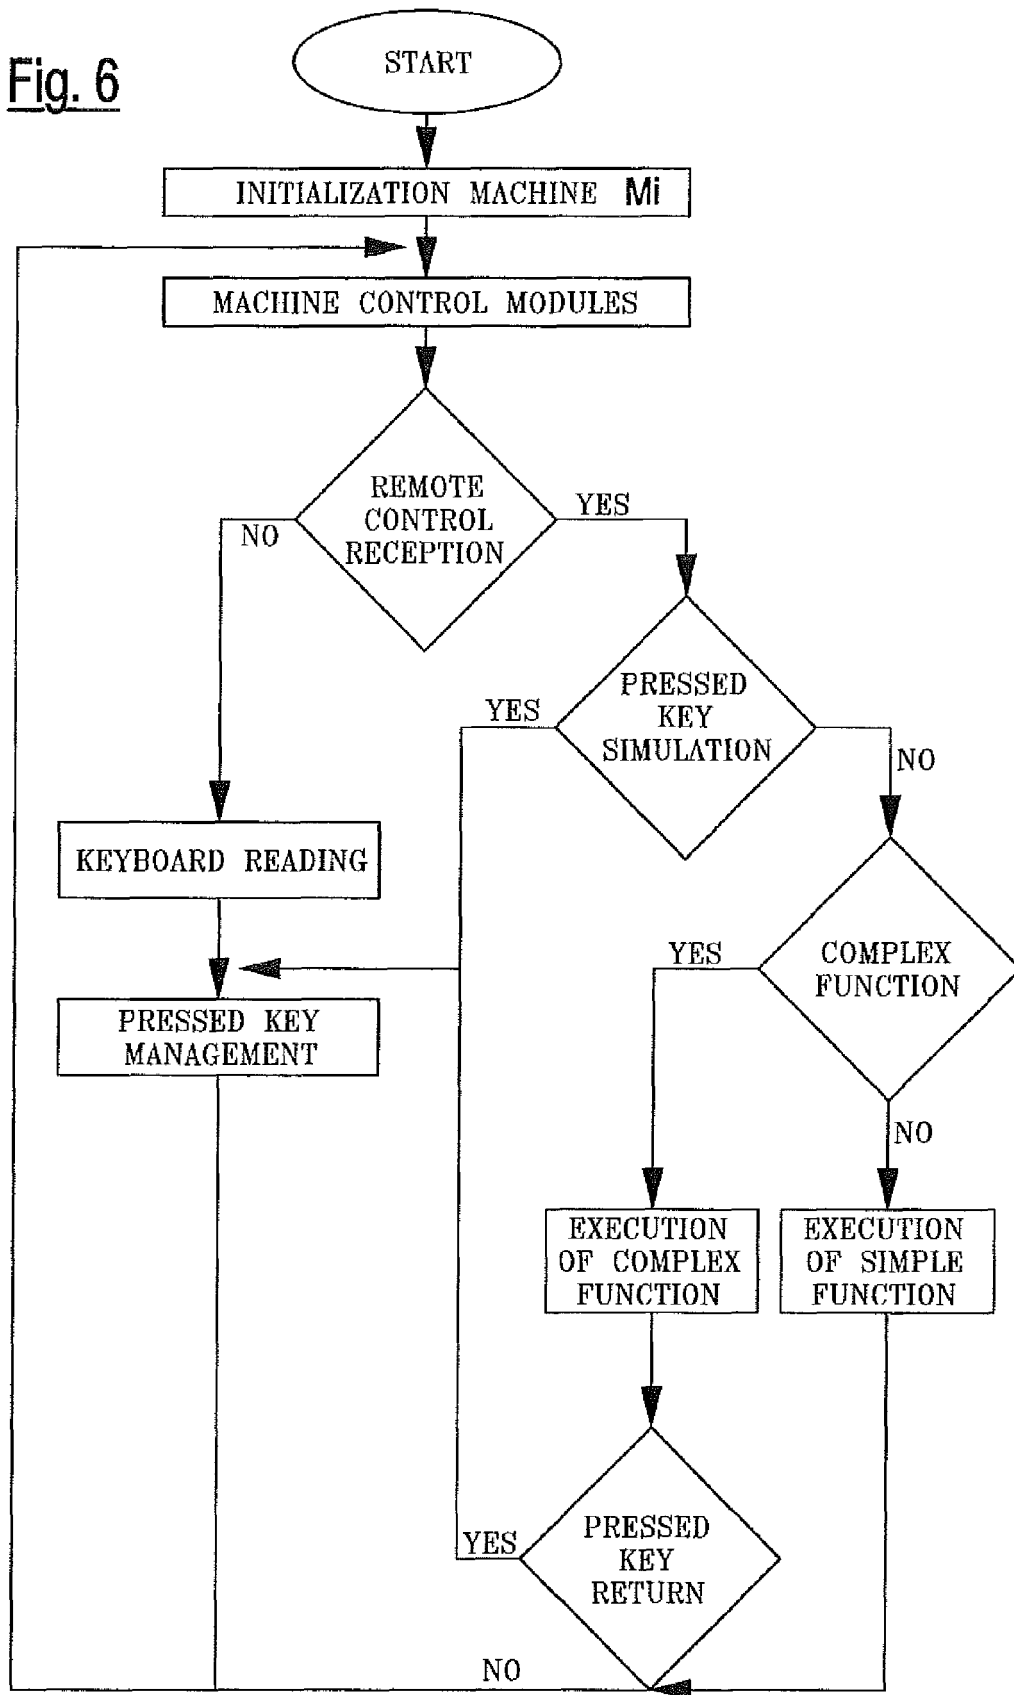 Fig. 6
START
INITIALIZATION MACHINE Mi
MACHINE CONTROL MODULES
REMOTE
CONTROL
RECEPTION
NO
YES
PRESSED
KEY
SIMULATION
YES
NO
KEYBOARD READING
COMPLEX
FUNCTION
YES
NO
PRESSED KEY
MANAGEMENT
EXECUTION
OF COMPLEX
FUNCTION
EXECUTION
OF SIMPLE
FUNCTION
PRESSED
KEY
RETURN
YES
NO